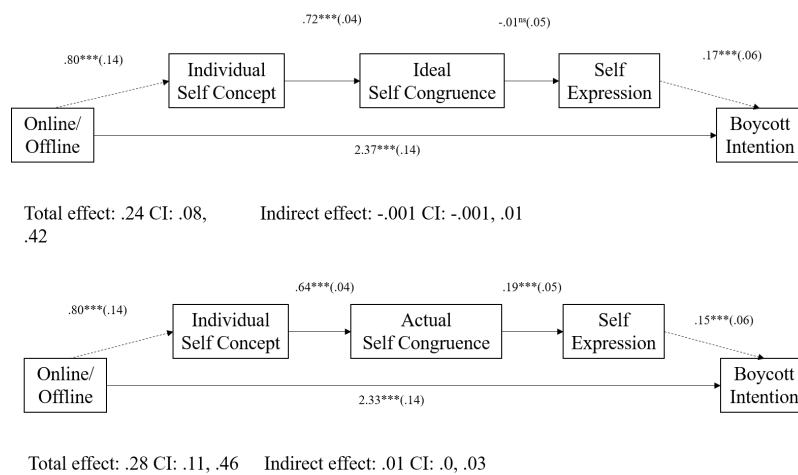 .72***(.04)
-.01ⁿˢ(.05)
.80***(.14)
.17***(.06)
Individual
Self Concept
Ideal
Self Congruence
Self
Expression
Online/
Offline
Boycott
Intention
2.37***(.14)
Total effect: .24 CI: .08,
.42
Indirect effect: -.001 CI: -.001, .01
.64***(.04)
.19***(.05)
.80***(.14)
.15***(.06)
Individual
Self Concept
Actual
Self Congruence
Self
Expression
Online/
Offline
Boycott
Intention
2.33***(.14)
Total effect: .28 CI: .11, .46
Indirect effect: .01 CI: .0, .03